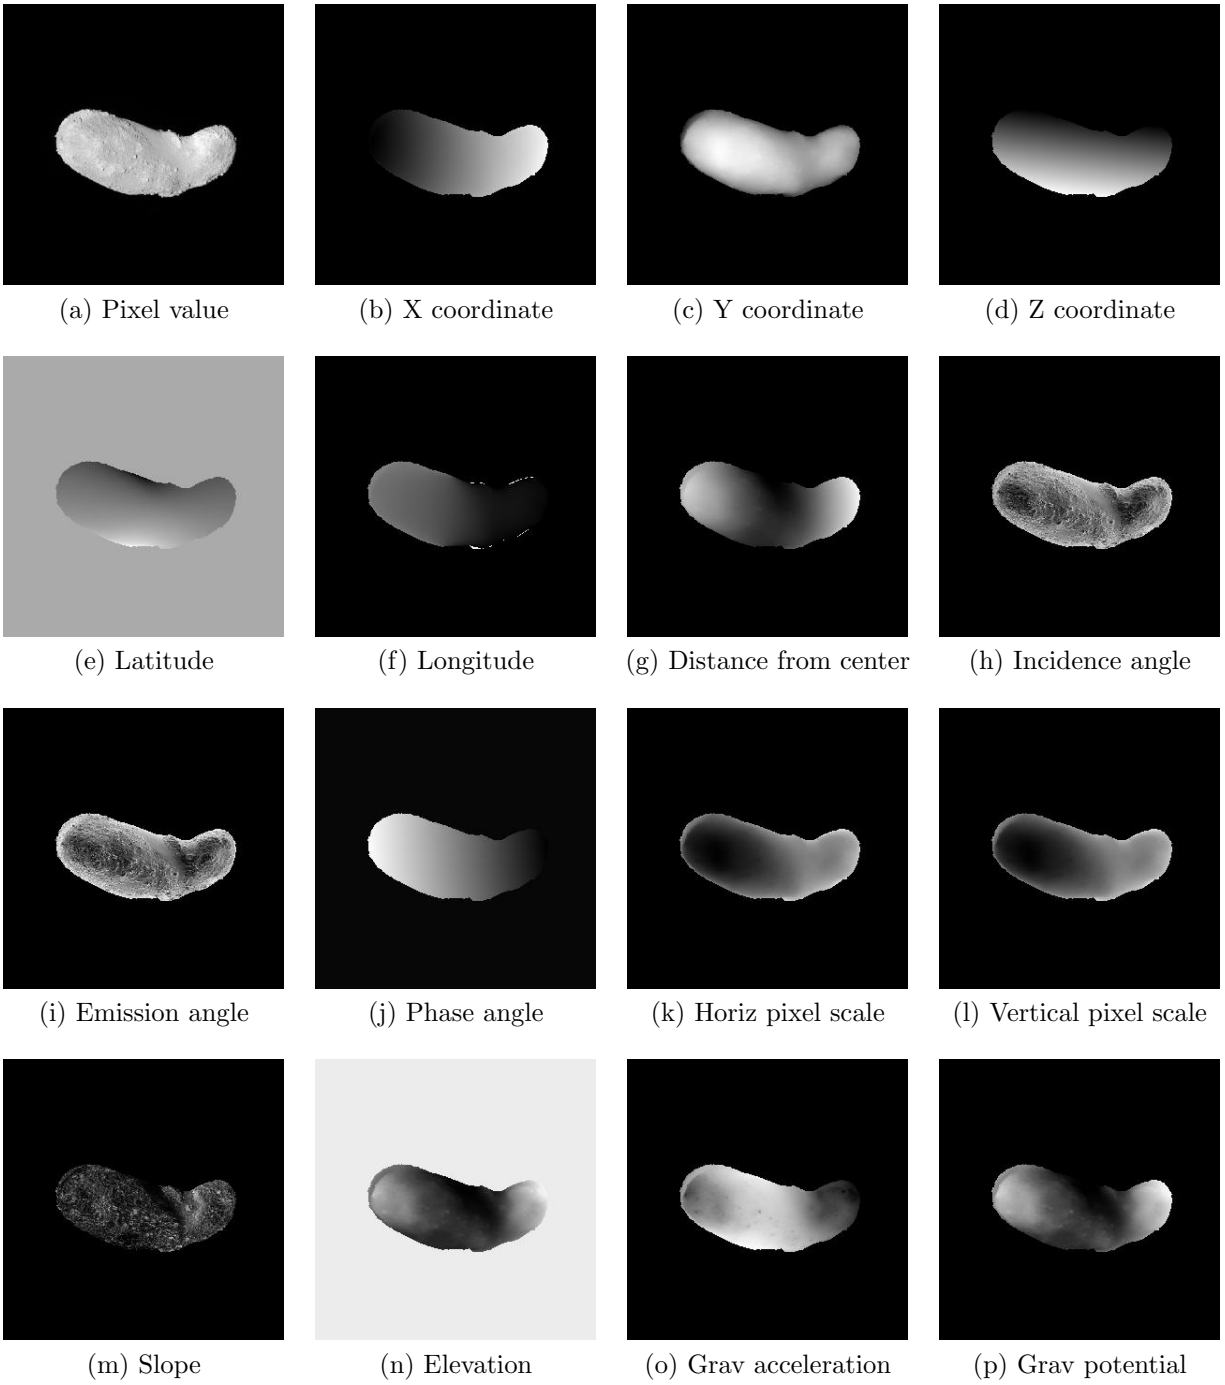 (a) Pixel value
(b) X coordinate
(c) Y coordinate
(d) Z coordinate
(e) Latitude
(f) Longitude
(g) Distance from center
(h) Incidence angle
(i) Emission angle
(j) Phase angle
(k) Horiz pixel scale
(l) Vertical pixel scale
(m) Slope
(n) Elevation
(o) Grav acceleration
(p) Grav potential